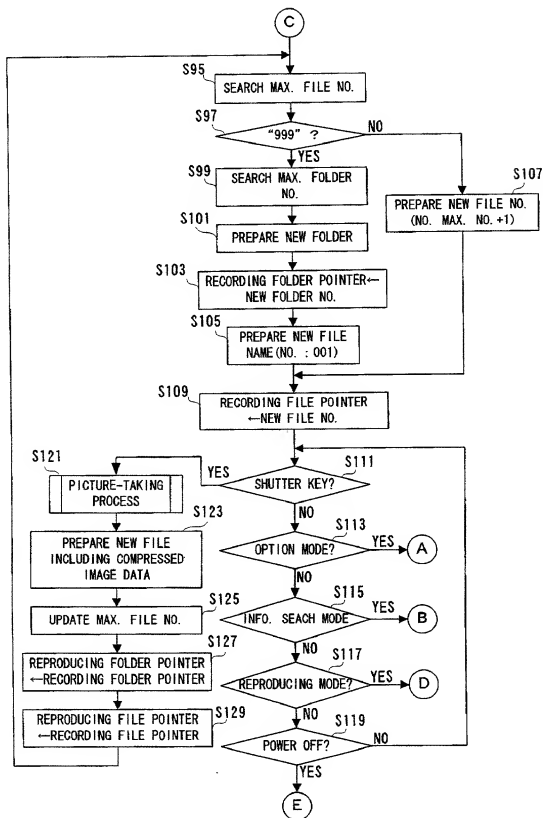 C
S95
SEARCH MAX. FILE NO.
S97
"999" ?
NO
YES
S99
SEARCH MAX. FOLDER
NO.
S107
PREPARE NEW FILE NO.
(NO. MAX. NO.+1)
S101
PREPARE NEW FOLDER
S103
RECORDING FOLDER POINTER←
NEW FOLDER NO.
S105
PREPARE NEW FILE
NAME(NO. : 001)
S109
RECORDING FILE POINTER
←NEW FILE NO.
S111
SHUTTER KEY?
YES
NO
S121
PICTURE-TAKING
PROCESS
S123
PREPARE NEW FILE
INCLUDING COMPRESSED
IMAGE DATA
S113
OPTION MODE?
YES
A
NO
S125
UPDATE MAX. FILE NO.
S115
INFO. SEACH MODE
YES
B
NO
S127
REPRODUCING FOLDER POINTER
←RECORDING FOLDER POINTER
S117
REPRODUCING MODE?
YES
D
NO
S129
REPRODUCING FILE POINTER
←RECORDING FILE POINTER
S119
POWER OFF?
NO
YES
E